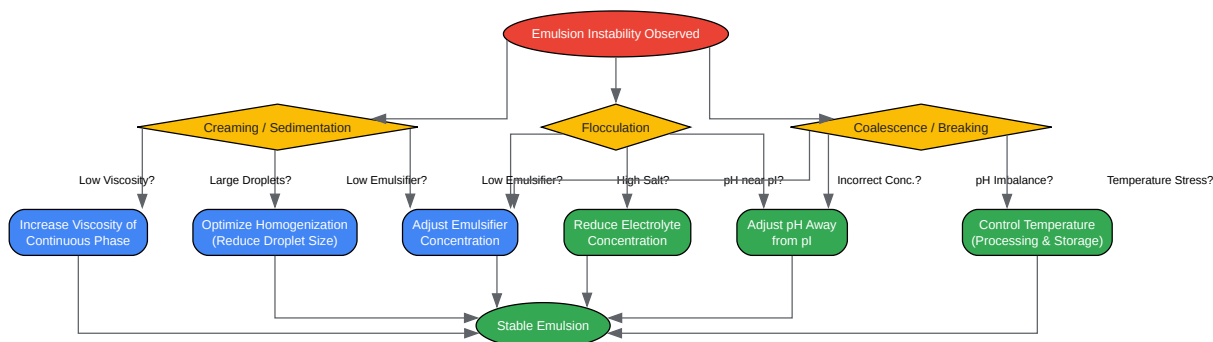 Emulsion Instability Observed
Creaming / Sedimentation
Flocculation
Coalescence / Breaking
Low Viscosity?
Large Droplets?
Low Emulsifier?
Low Emulsifier?
High Salt?
pH near pI?
Incorrect Conc.?
pH Imbalance?
Temperature Stress?
Increase Viscosity of
Continuous Phase
Optimize Homogenization
(Reduce Droplet Size)
Adjust Emulsifier
Concentration
Reduce Electrolyte
Concentration
Adjust pH Away
from pI
Control Temperature
(Processing & Storage)
Stable Emulsion